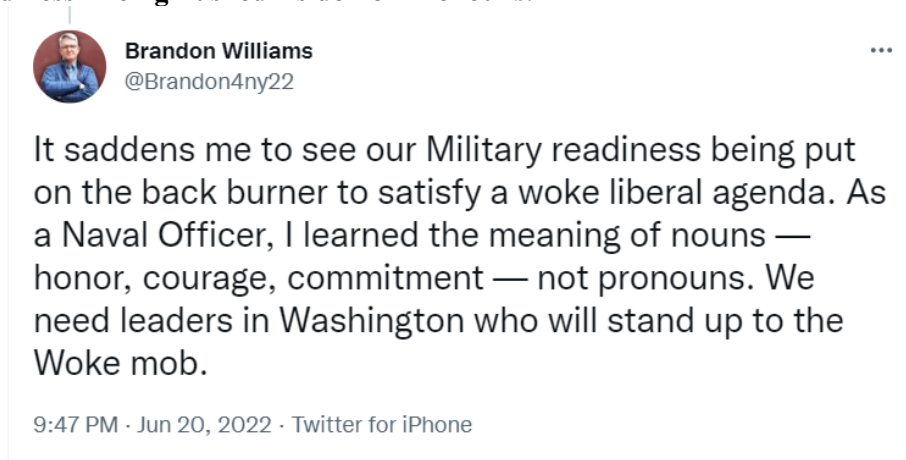 Brandon Williams
@Brandon4ny22
It saddens me to see our Military readiness being put
on the back burner to satisfy a woke liberal agenda. As
a Naval Officer, I learned the meaning of nouns —
honor, courage, commitment — not pronouns. We
need leaders in Washington who will stand up to the
Woke mob.
9:47 PM · Jun 20, 2022 · Twitter for iPhone